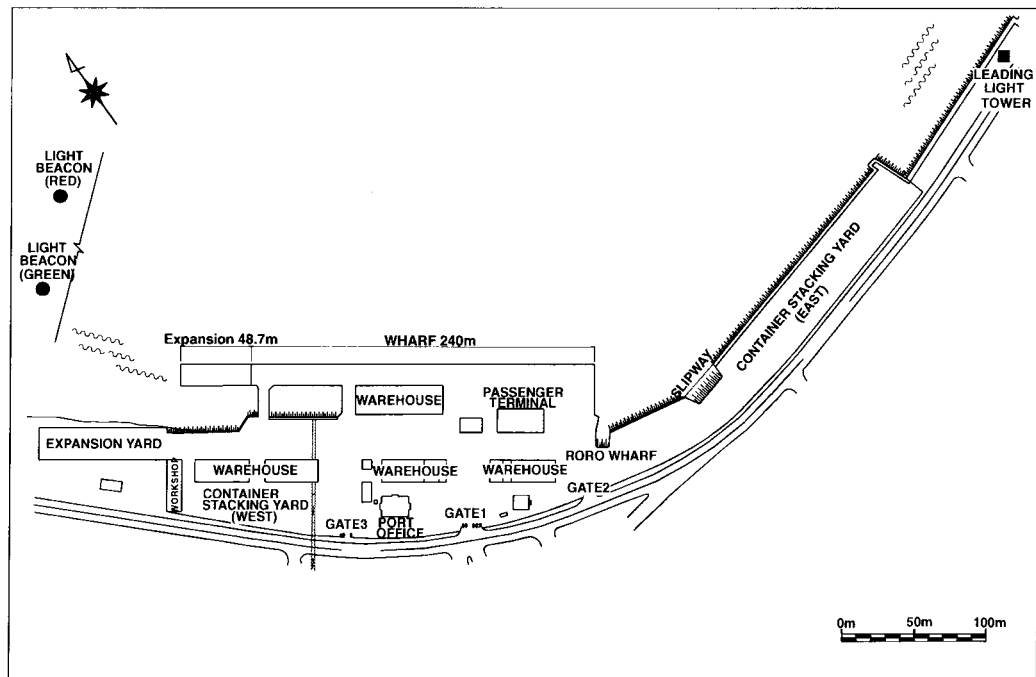 LEADING
LIGHT
TOWER
LIGHT
BEACON
(RED)
LIGHT
BEACON
(GREEN)
CONTAINER STACKING YARD
(EAST)
Expansion 48.7m
WHARF 240m
SLIPWAY
WAREHOUSE
PASSENGER
TERMINAL
EXPANSION YARD
RORO WHARF
WORKSHOP
WAREHOUSE
WAREHOUSE
WAREHOUSE
CONTAINER
STACKING YARD
(WEST)
GATE2
GATE1
GATE3
PORT
OFFICE
0m
50m
100m